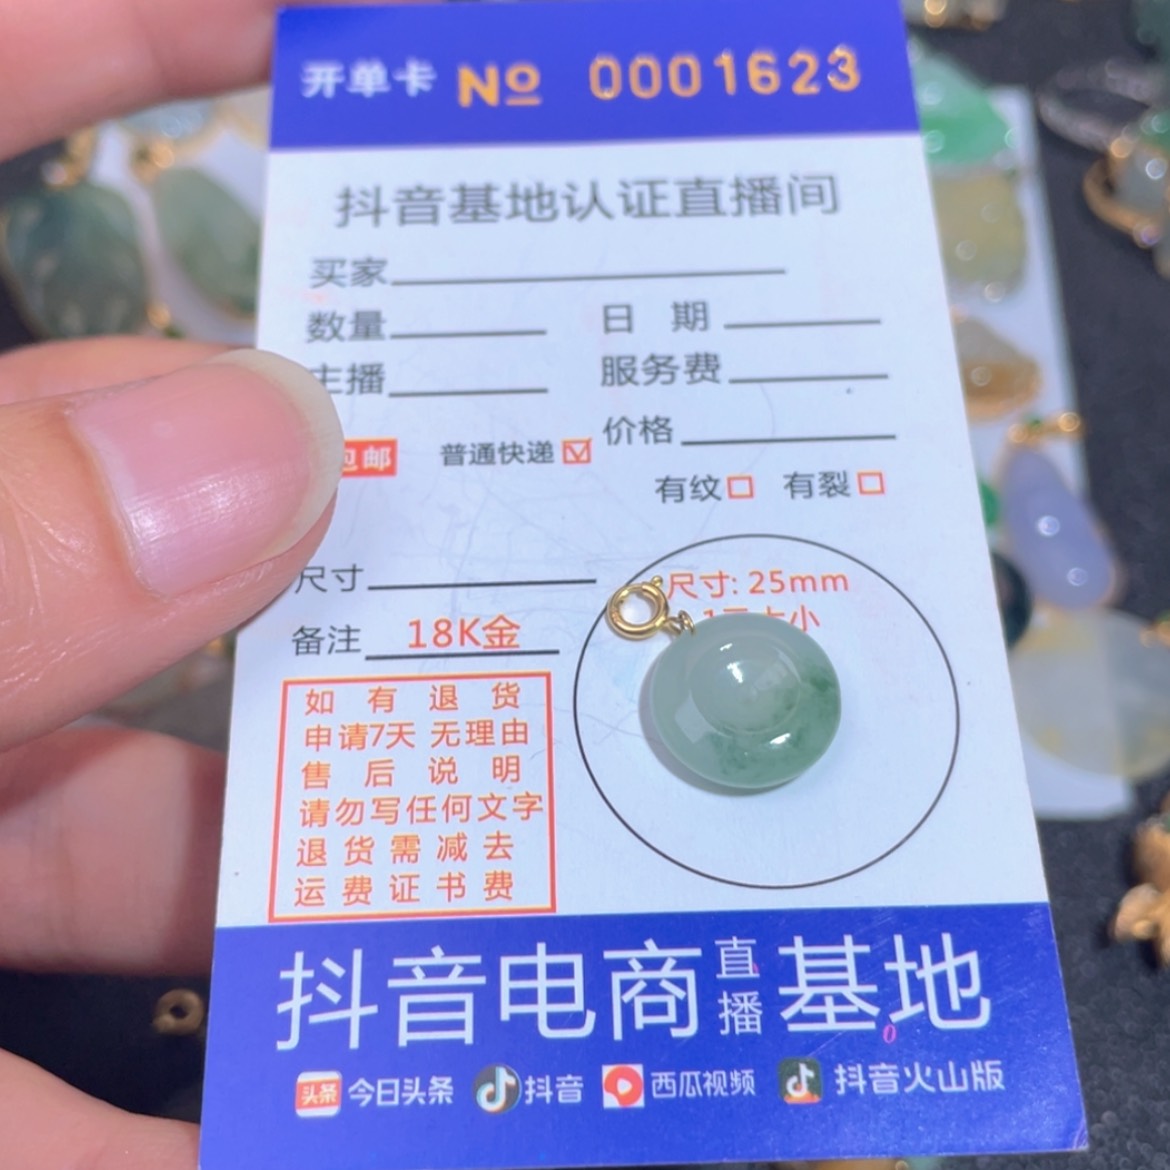 开单卡 № 0001623
抖音基地认证直播间
买家
数量 日 期
主播 服务费
价格
包邮 普通快递
有纹 有裂
尺寸
尺寸: 25mm
小
备注 18K金
如有退货
申请7天无理由
售后说明
请勿写任何文字
退货需减去
运费证书费
抖音电商直播基地
头条 今日头条 抖音 西瓜视频 抖音火山版